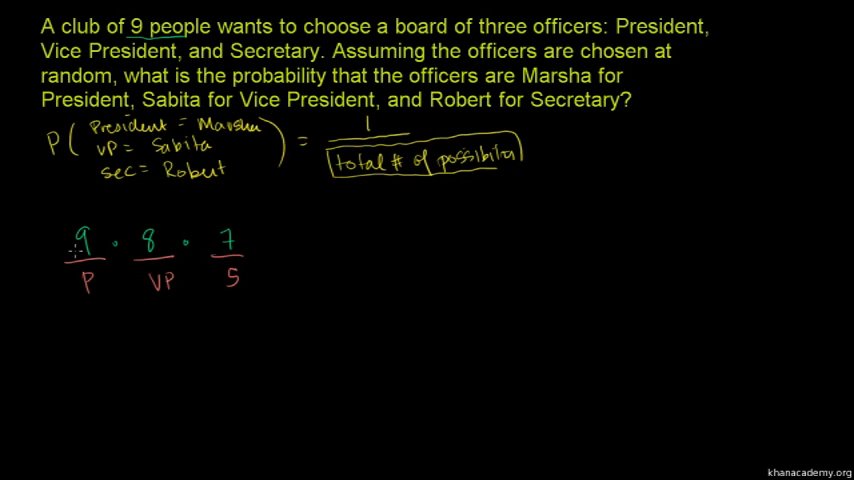 A club of 9 people wants to choose a board of three officers: President,
Vice President, and Secretary. Assuming the officers are chosen at
random, what is the probability that the officers are Marsha for
President, Sabita for Vice President, and Robert for Secretary?
P( President = Marsha
VP = Sabita
sec = Robert ) = 1
total # of possibilita
9 · 8 · 7
P VP S
khanacademy.org